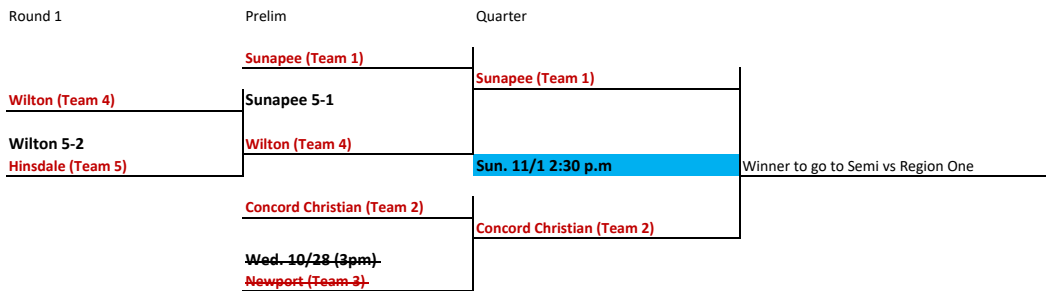 Round 1
Prelim
Quarter
Sunapee (Team 1)
Sunapee (Team 1)
Wilton (Team 4)
Sunapee 5-1
Wilton 5-2
Wilton (Team 4)
Hinsdale (Team 5)
Sun. 11/1 2:30 p.m
Winner to go to Semi vs Region One
Concord Christian (Team 2)
Concord Christian (Team 2)
Wed. 10/28 (3pm)
Newport (Team 3)